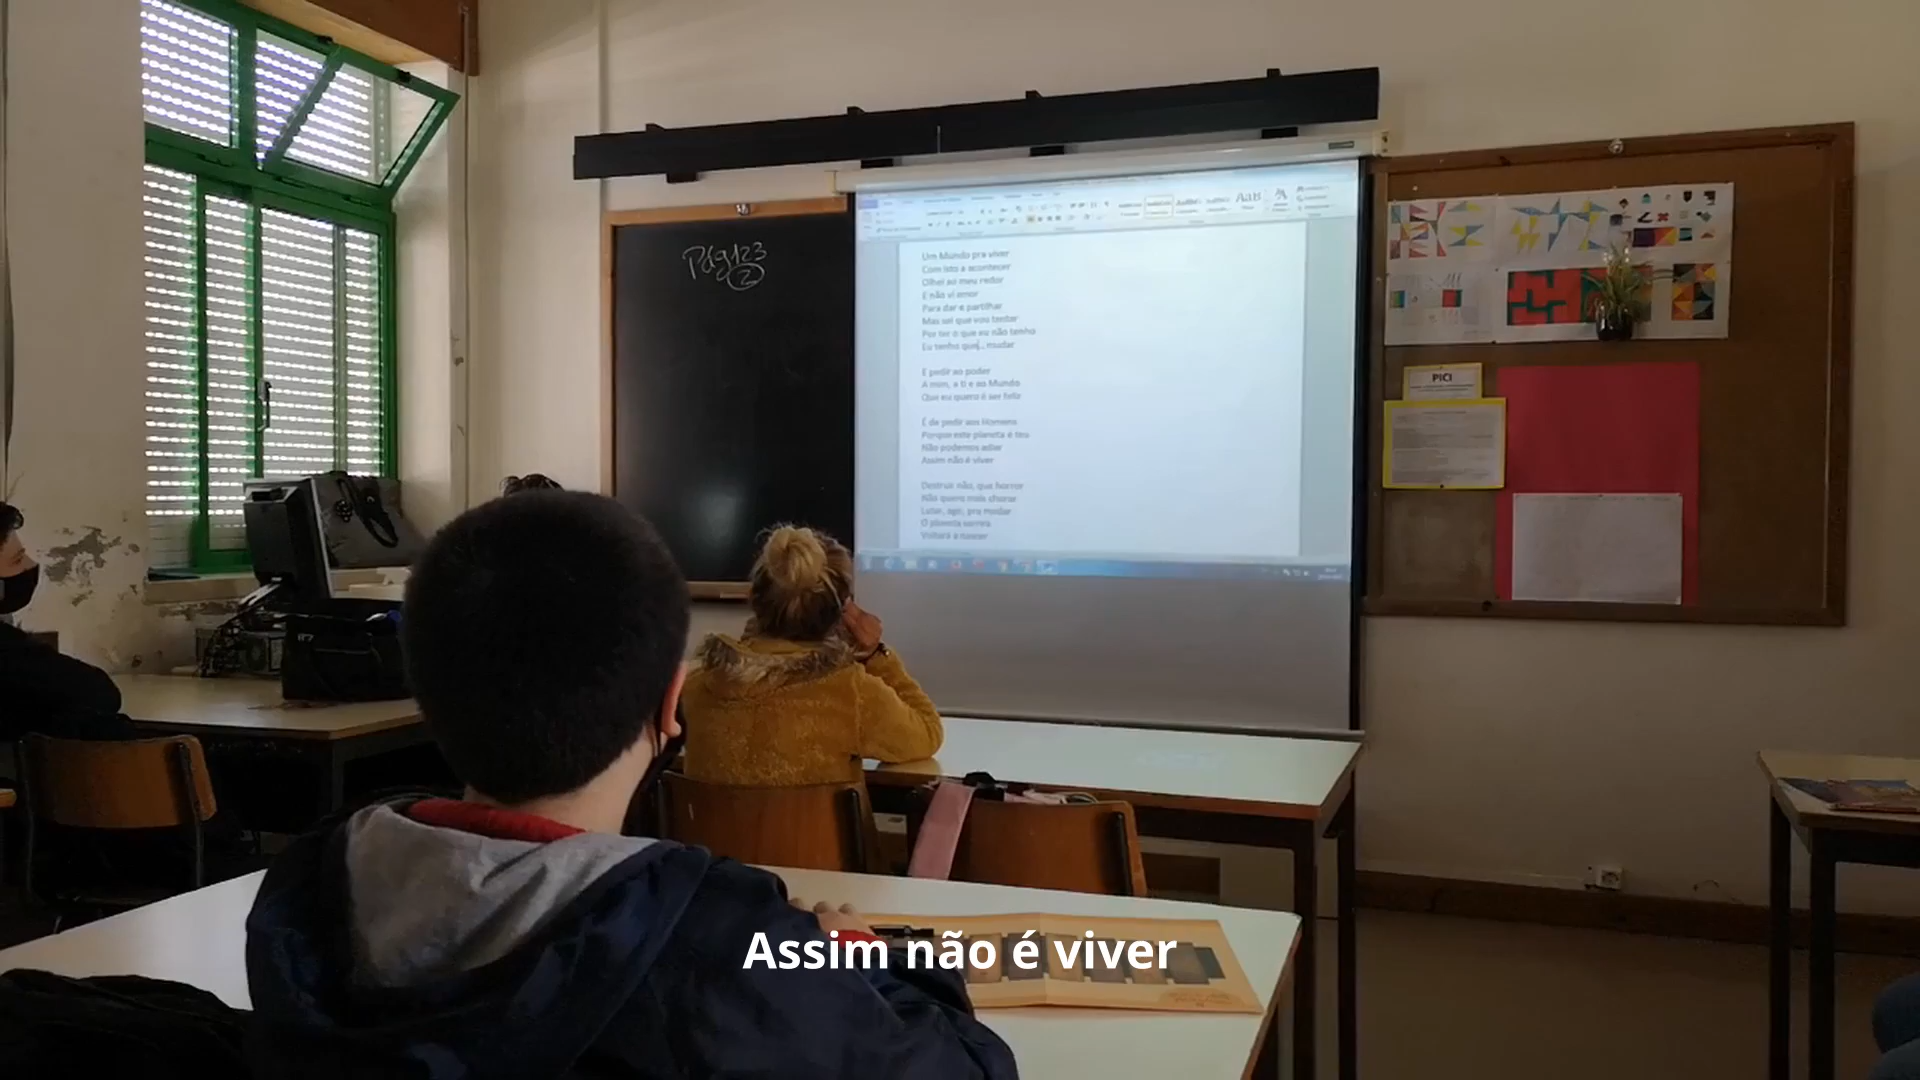 Pág 123
2
AaB
Um Mundo pra viver
Com isto a acontecer
Olhei ao meu redor
E não vi amor
Para dar e partilhar
Mas sei que vou tentar
Por ter o que eu não tenho
Eu tenho que... mudar
E pedir ao poder
A mim, a ti e ao Mundo
Que eu quero é ser feliz
É de pedir aos Homens
Porque este planeta é teu
Não podemos adiar
Assim não é viver
Destruir não, que horror
Não quero mais chorar
Lutar, agir, pra mudar
O planeta sorrirá
Voltará a nascer
PICI
Assim não é viver